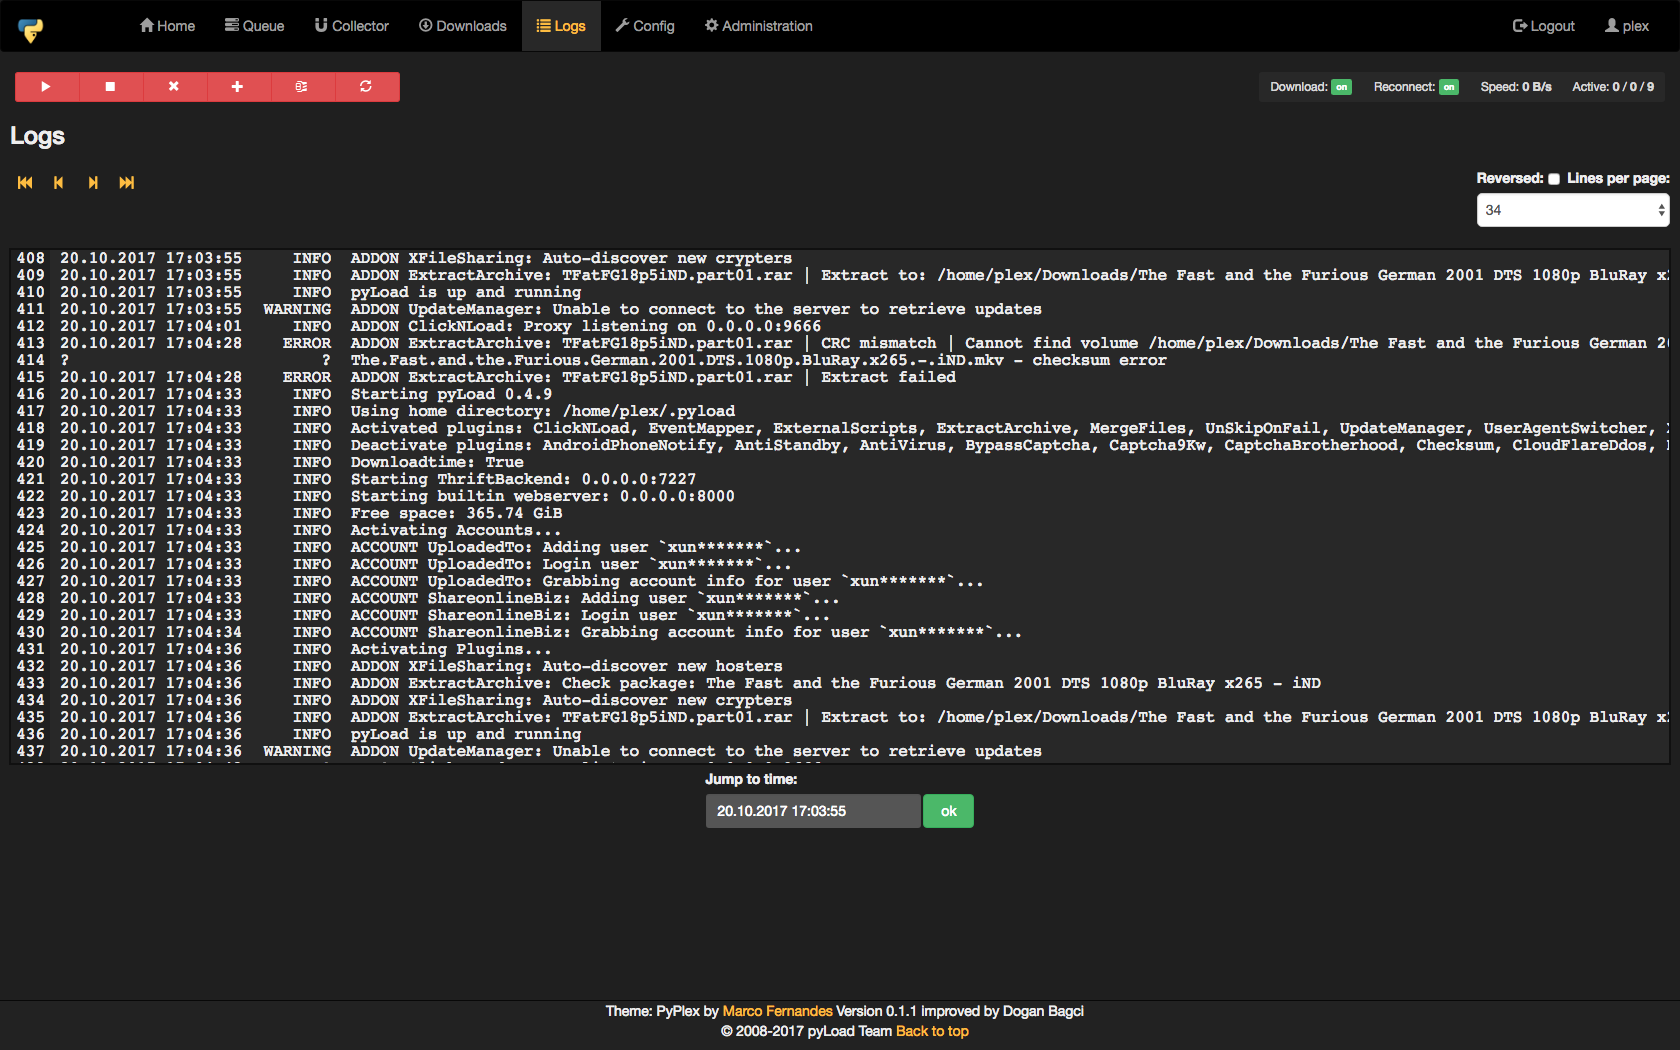 Home Queue Collector Downloads Logs Config Administration Logout plex
Download: on Reconnect: on Speed: 0 B/s Active: 0 / 0 / 9
Logs
Reversed: Lines per page:
34
408 20.10.2017 17:03:55 INFO ADDON XFileSharing: Auto-discover new crypters
409 20.10.2017 17:03:55 INFO ADDON ExtractArchive: TFatFG18p5iND.part01.rar | Extract to: /home/plex/Downloads/The Fast and the Furious German 2001 DTS 1080p BluRay
410 20.10.2017 17:03:55 INFO pyLoad is up and running
411 20.10.2017 17:03:55 WARNING ADDON UpdateManager: Unable to connect to the server to retrieve updates
412 20.10.2017 17:04:01 INFO ADDON ClickNLoad: Proxy listening on 0.0.0.0:9666
413 20.10.2017 17:04:28 ERROR ADDON ExtractArchive: TFatFG18p5iND.part01.rar | CRC mismatch | Cannot find volume /home/plex/Downloads/The Fast and the Furious German
414 ? ? The.Fast.and.the.Furious.German.2001.DTS.1080p.BluRay.x265.-.iND.mkv - checksum error
415 20.10.2017 17:04:28 ERROR ADDON ExtractArchive: TFatFG18p5iND.part01.rar | Extract failed
416 20.10.2017 17:04:33 INFO Starting pyLoad 0.4.9
417 20.10.2017 17:04:33 INFO Using home directory: /home/plex/.pyload
418 20.10.2017 17:04:33 INFO Activated plugins: ClickNLoad, EventMapper, ExternalScripts, ExtractArchive, MergeFiles, UnSkipOnFail, UpdateManager, UserAgentSwitcher,
419 20.10.2017 17:04:33 INFO Deactivate plugins: AndroidPhoneNotify, AntiStandby, AntiVirus, BypassCaptcha, Captcha9Kw, CaptchaBrotherhood, Checksum, CloudFlareDdos,
420 20.10.2017 17:04:33 INFO Downloadtime: True
421 20.10.2017 17:04:33 INFO Starting ThriftBackend: 0.0.0.0:7227
422 20.10.2017 17:04:33 INFO Starting builtin webserver: 0.0.0.0:8000
423 20.10.2017 17:04:33 INFO Free space: 365.74 GiB
424 20.10.2017 17:04:33 INFO Activating Accounts...
425 20.10.2017 17:04:33 INFO ACCOUNT UploadedTo: Adding user `xun*******`...
426 20.10.2017 17:04:33 INFO ACCOUNT UploadedTo: Login user `xun*******`...
427 20.10.2017 17:04:33 INFO ACCOUNT UploadedTo: Grabbing account info for user `xun*******`...
428 20.10.2017 17:04:33 INFO ACCOUNT ShareonlineBiz: Adding user `xun*******`...
429 20.10.2017 17:04:33 INFO ACCOUNT ShareonlineBiz: Login user `xun*******`...
430 20.10.2017 17:04:34 INFO ACCOUNT ShareonlineBiz: Grabbing account info for user `xun*******`...
431 20.10.2017 17:04:36 INFO Activating Plugins...
432 20.10.2017 17:04:36 INFO ADDON XFileSharing: Auto-discover new hosters
433 20.10.2017 17:04:36 INFO ADDON ExtractArchive: Check package: The Fast and the Furious German 2001 DTS 1080p BluRay x265 - iND
434 20.10.2017 17:04:36 INFO ADDON XFileSharing: Auto-discover new crypters
435 20.10.2017 17:04:36 INFO ADDON ExtractArchive: TFatFG18p5iND.part01.rar | Extract to: /home/plex/Downloads/The Fast and the Furious German 2001 DTS 1080p BluRay
436 20.10.2017 17:04:36 INFO pyLoad is up and running
437 20.10.2017 17:04:36 WARNING ADDON UpdateManager: Unable to connect to the server to retrieve updates
Jump to time:
20.10.2017 17:03:55 ok
Theme: PyPlex by Marco Fernandes Version 0.1.1 improved by Dogan Bagci
© 2008-2017 pyLoad Team Back to top